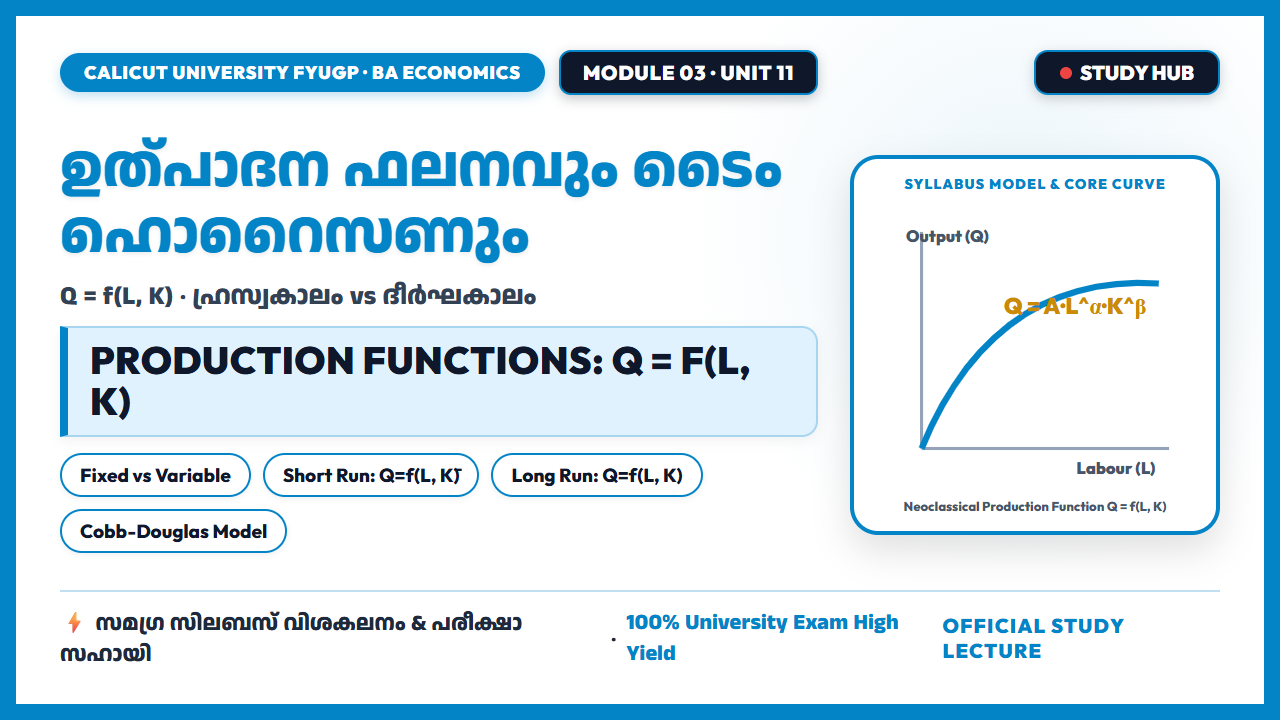 CALICUT UNIVERSITY FYUGP · BA ECONOMICS
MODULE 03 · UNIT 11
STUDY HUB
ഉത്പാദന ഫലനവും ടൈം
ഹൊറൈസണും
Q = f(L, K) · ഹ്രസ്വകാലം vs ദീർഘകാലം
PRODUCTION FUNCTIONS: Q = F(L,
K)
Fixed vs Variable
Short Run: Q=f(L, K̄)
Long Run: Q=f(L, K)
Cobb-Douglas Model
SYLLABUS MODEL & CORE CURVE
Output (Q)
Q = A·L^α·K^β
Labour (L)
Neoclassical Production Function Q = f(L, K)
⚡ സമഗ്ര സിലബസ് വിശകലനം & പരീക്ഷാ
സഹായി
·
100% University Exam High
Yield
OFFICIAL STUDY
LECTURE